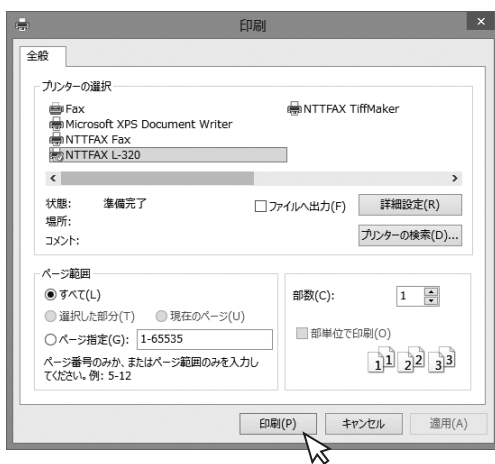 印刷
全般
プリンターの選択
Fax
NTTFAX TiffMaker
Microsoft XPS Document Writer
NTTFAX Fax
NTTFAX L-320
状態: 準備完了
ファイルへ出力(F)
詳細設定(R)
場所:
コメント:
プリンターの検索(D)...
ページ範囲
すべて(L)
選択した部分(T) 現在のページ(U)
ページ指定(G): 1-65535
ページ番号のみか、またはページ範囲のみを入力し
てください。例: 5-12
部数(C): 1
部単位で印刷(O)
1 1 2 2 3 3
印刷(P) キャンセル 適用(A)